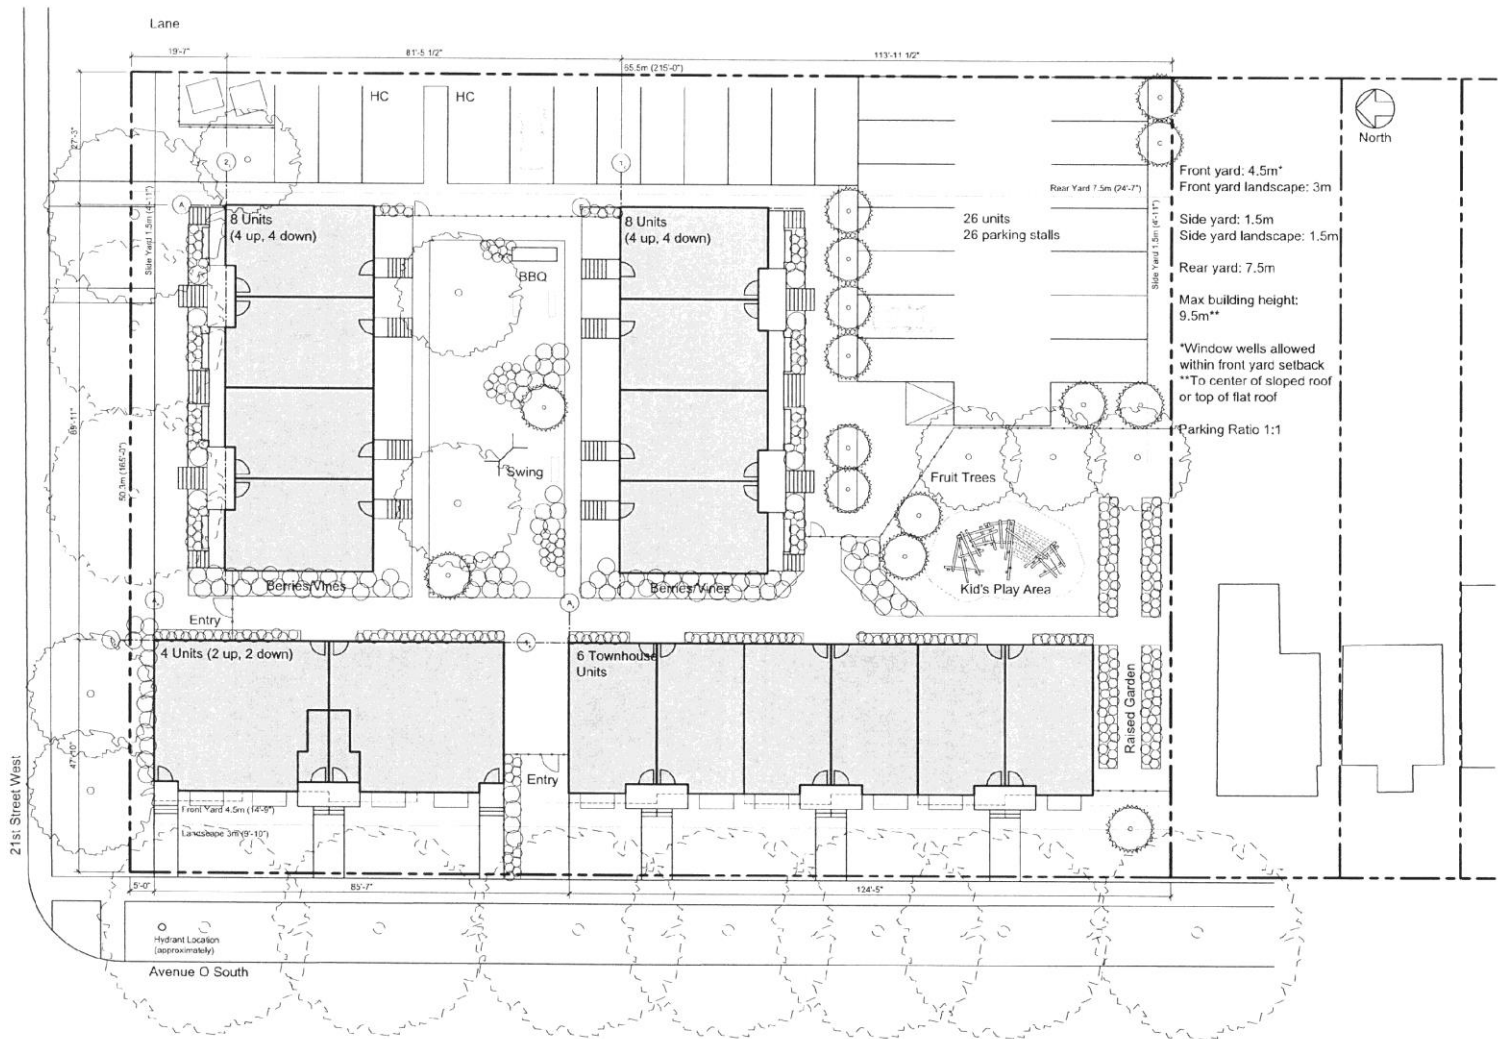 Lane
19'-7"
81'-5 1/2"
113'-11 1/2"
65.5m (215'-0")
HC
HC
North
27'-3"
2.
1.
A.
Side Yard 1.5m (4'-11")
8 Units
(4 up, 4 down)
8 Units
(4 up, 4 down)
Rear Yard 7.5m (24'-7")
26 units
26 parking stalls
Side Yard 1.5m (4'-11")
Front yard: 4.5m*
Front yard landscape: 3m
Side yard: 1.5m
Side yard landscape: 1.5m
Rear yard: 7.5m
Max building height:
9.5m**
*Window wells allowed
within front yard setback
**To center of sloped roof
or top of flat roof
Parking Ratio 1:1
BBQ
69'-11"
50.3m (165'-0")
Swing
Fruit Trees
Kid's Play Area
Berries/Vines
Berries/Vines
A.
Entry
4 Units (2 up, 2 down)
6 Townhouse
Units
Raised Garden
47'-10"
Entry
Front Yard 4.5m (14'-9")
Landscape 3m (9'-10")
21st Street West
5'-0"
85'-7"
124'-5"
Hydrant Location
(approximately)
Avenue O South